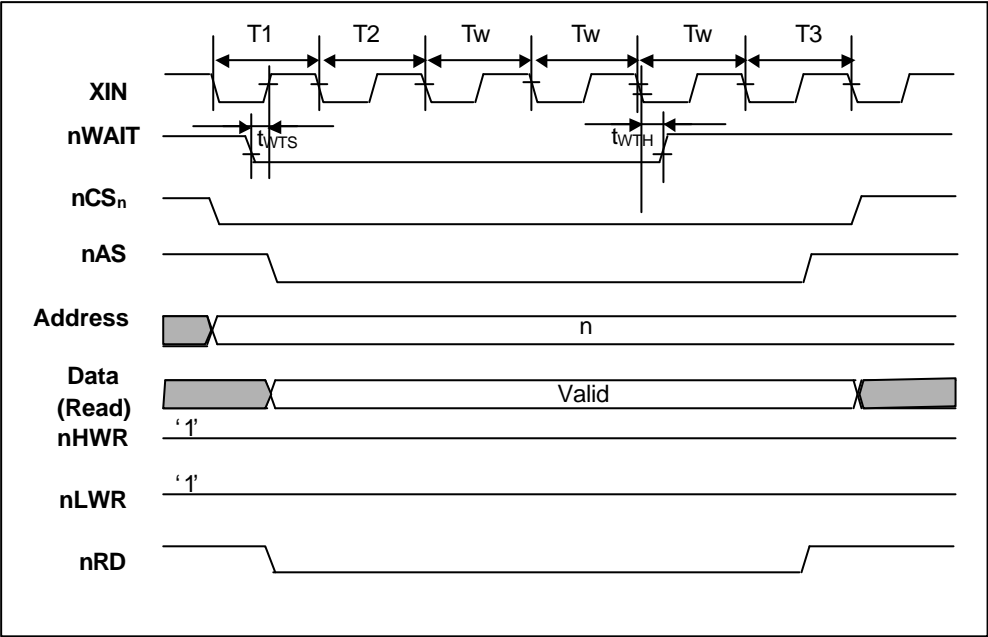 T1 T2 Tw Tw Tw T3
XIN
nWAIT tWTS tWTH
nCSn
nAS
Address n
Data
(Read) Valid
nHWR ‘1’
nLWR ‘1’
nRD